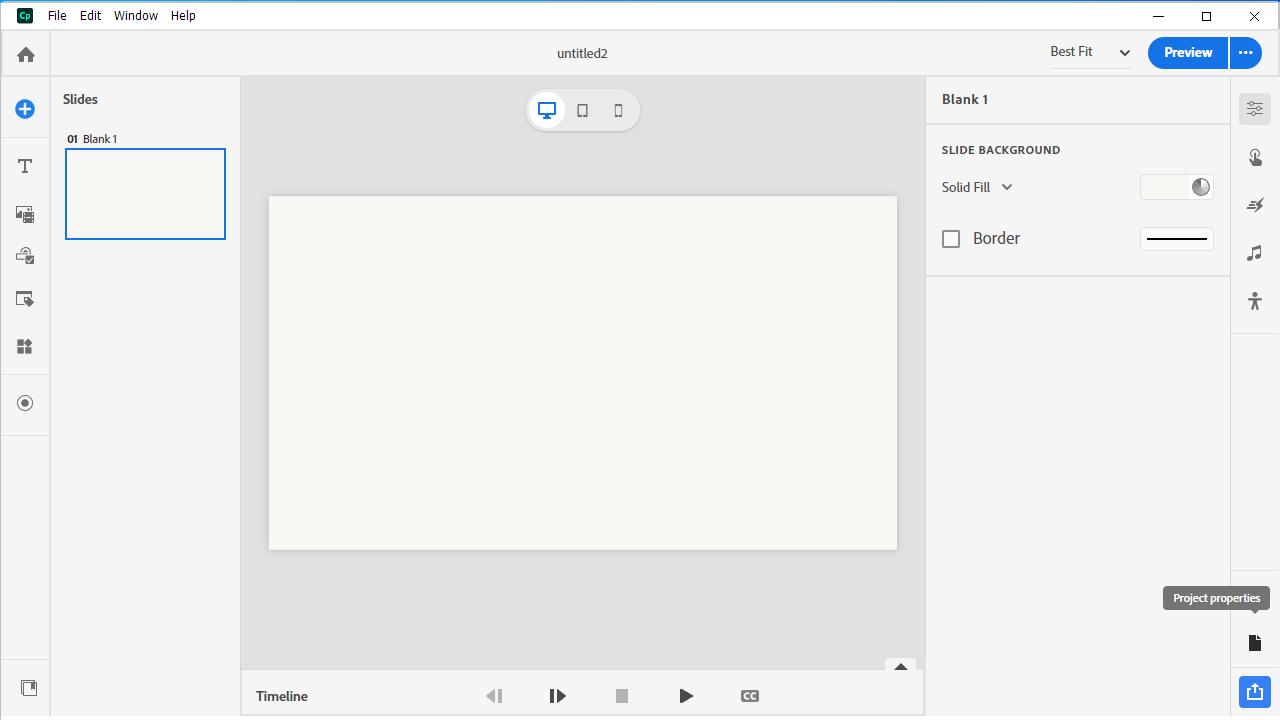 Cp File Edit Window Help
untitled2
Best Fit
Preview
Slides
01 Blank 1
Blank 1
SLIDE BACKGROUND
Solid Fill
Border
Project properties
Timeline
CC